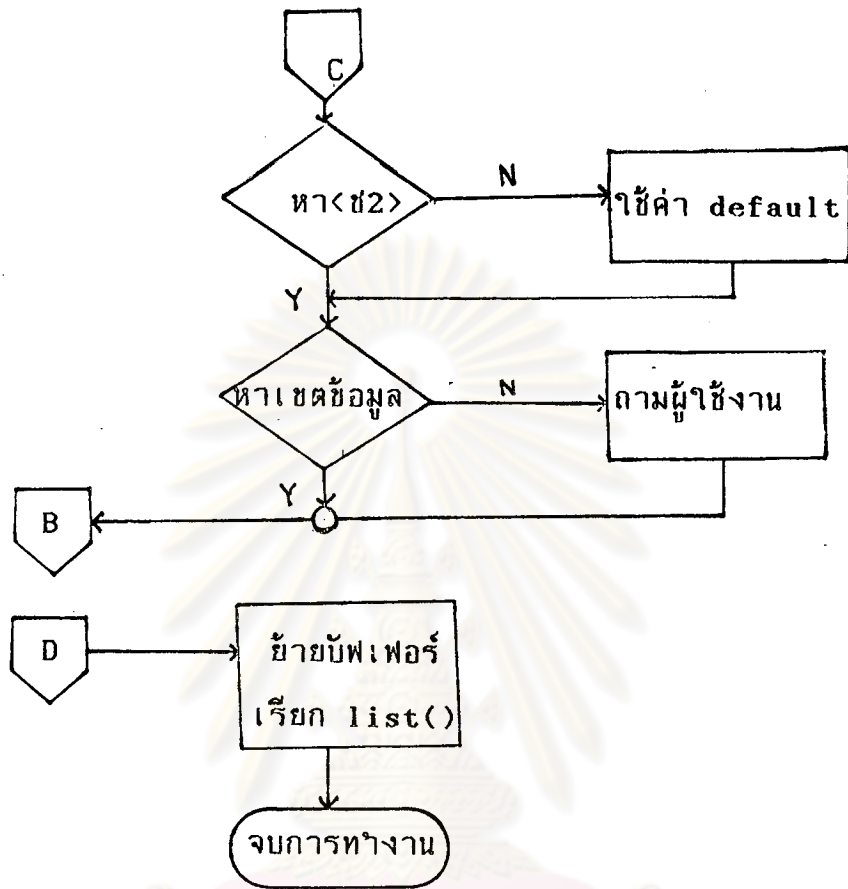 C
หา<ช2>
N
ใช้ค่า default
Y
หาเขตข้อมูล
N
ถามผู้ใช้งาน
Y
B
D
ย้ายบัฟเฟอร์
เรียก list()
จบการทำงาน